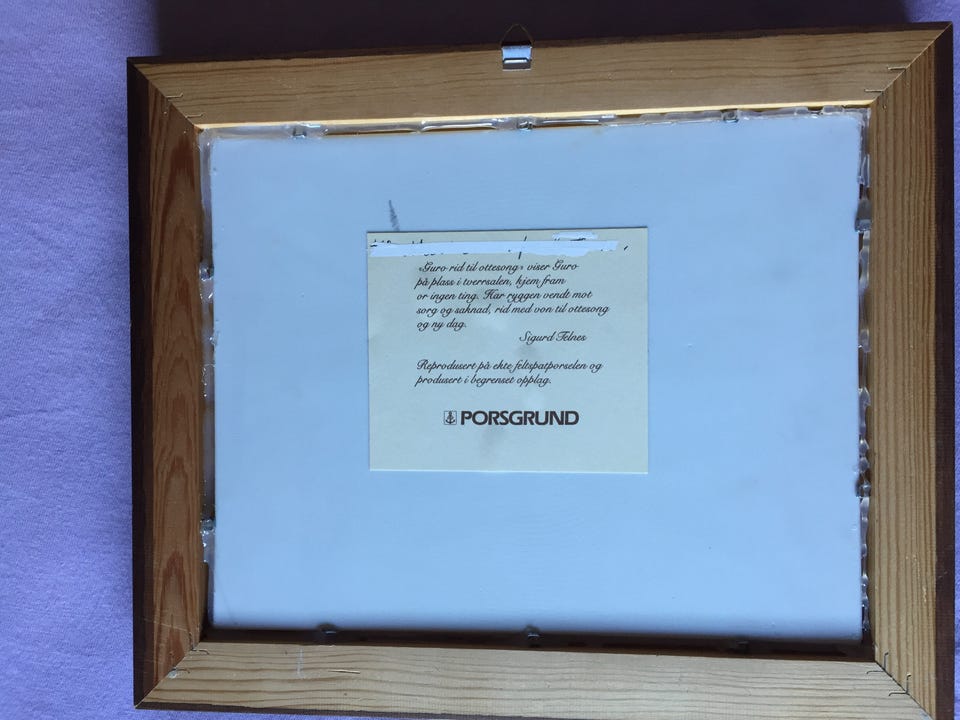 «Guro rid til ottesong» viser Guro
på plass i tverrsalen, kjem fram
or ingen ting. Har ryggen vendt mot
sorg og saknad, rid med von til ottesong
og ny dag.
Sigurd Telnes
Reprodusert på ekte feltspatporselen og
produsert i begrenset opplag.
PORSGRUND